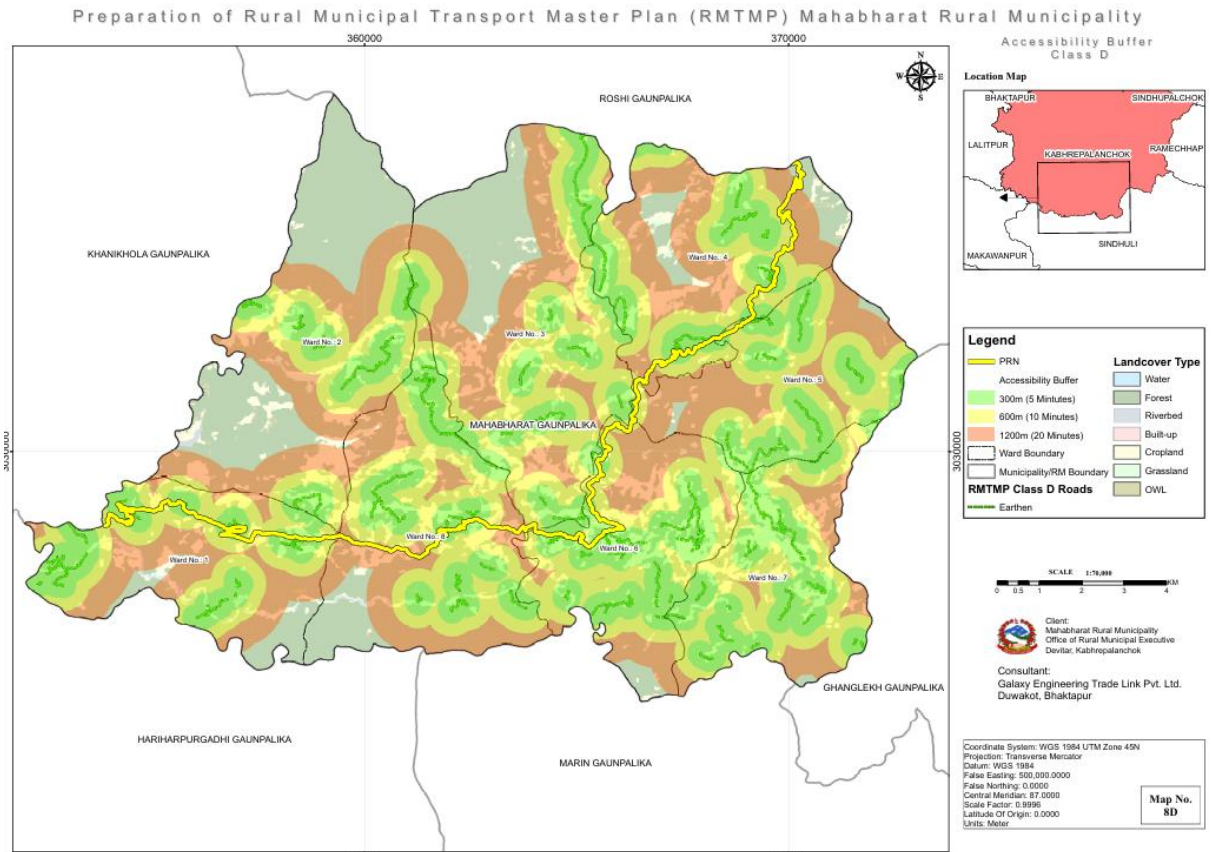 Preparation of Rural Municipal Transport Master Plan (RMTMP) Mahabharat Rural Municipality
Accessibility Buffer
Class D
360000
370000
3030000
3030000
N
W
E
S
ROSHI GAUNPALIKA
KHANIKHOLA GAUNPALIKA
Ward No.: 4
Ward No.: 3
Ward No.: 2
Ward No.: 5
MAHABHARAT GAUNPALIKA
Ward No.: 8
Ward No.: 6
Ward No.: 1
Ward No.: 7
GHANGLEKH GAUNPALIKA
HARIHARPURGADHI GAUNPALIKA
MARIN GAUNPALIKA
Location Map
BHAKTAPUR
SINDHUPALCHOK
LALITPUR
RAMECHHAP
KABHREPALANCHOK
SINDHULI
MAKAWANPUR
Legend
PRN
Accessibility Buffer
300m (5 Mintutes)
600m (10 Minutes)
1200m (20 Minutes)
Ward Boundary
Municipality/RM Boundary
RMTMP Class D Roads
Earthen
Landcover Type
Water
Forest
Riverbed
Built-up
Cropland
Grassland
OWL
SCALE 1:70,000
0 0.5 1 2 3 4 KM
Client:
Mahabharat Rural Municipality
Office of Rural Municipal Executive
Devitar, Kabhrepalanchok
Consultant:
Galaxy Engineering Trade Link Pvt. Ltd.
Duwakot, Bhaktapur
Coordinate System: WGS 1984 UTM Zone 45N
Projection: Transverse Mercator
Datum: WGS 1984
False Easting: 500,000.0000
False Northing: 0.0000
Central Meridian: 87.0000
Scale Factor: 0.9996
Latitude Of Origin: 0.0000
Units: Meter
Map No.
8D